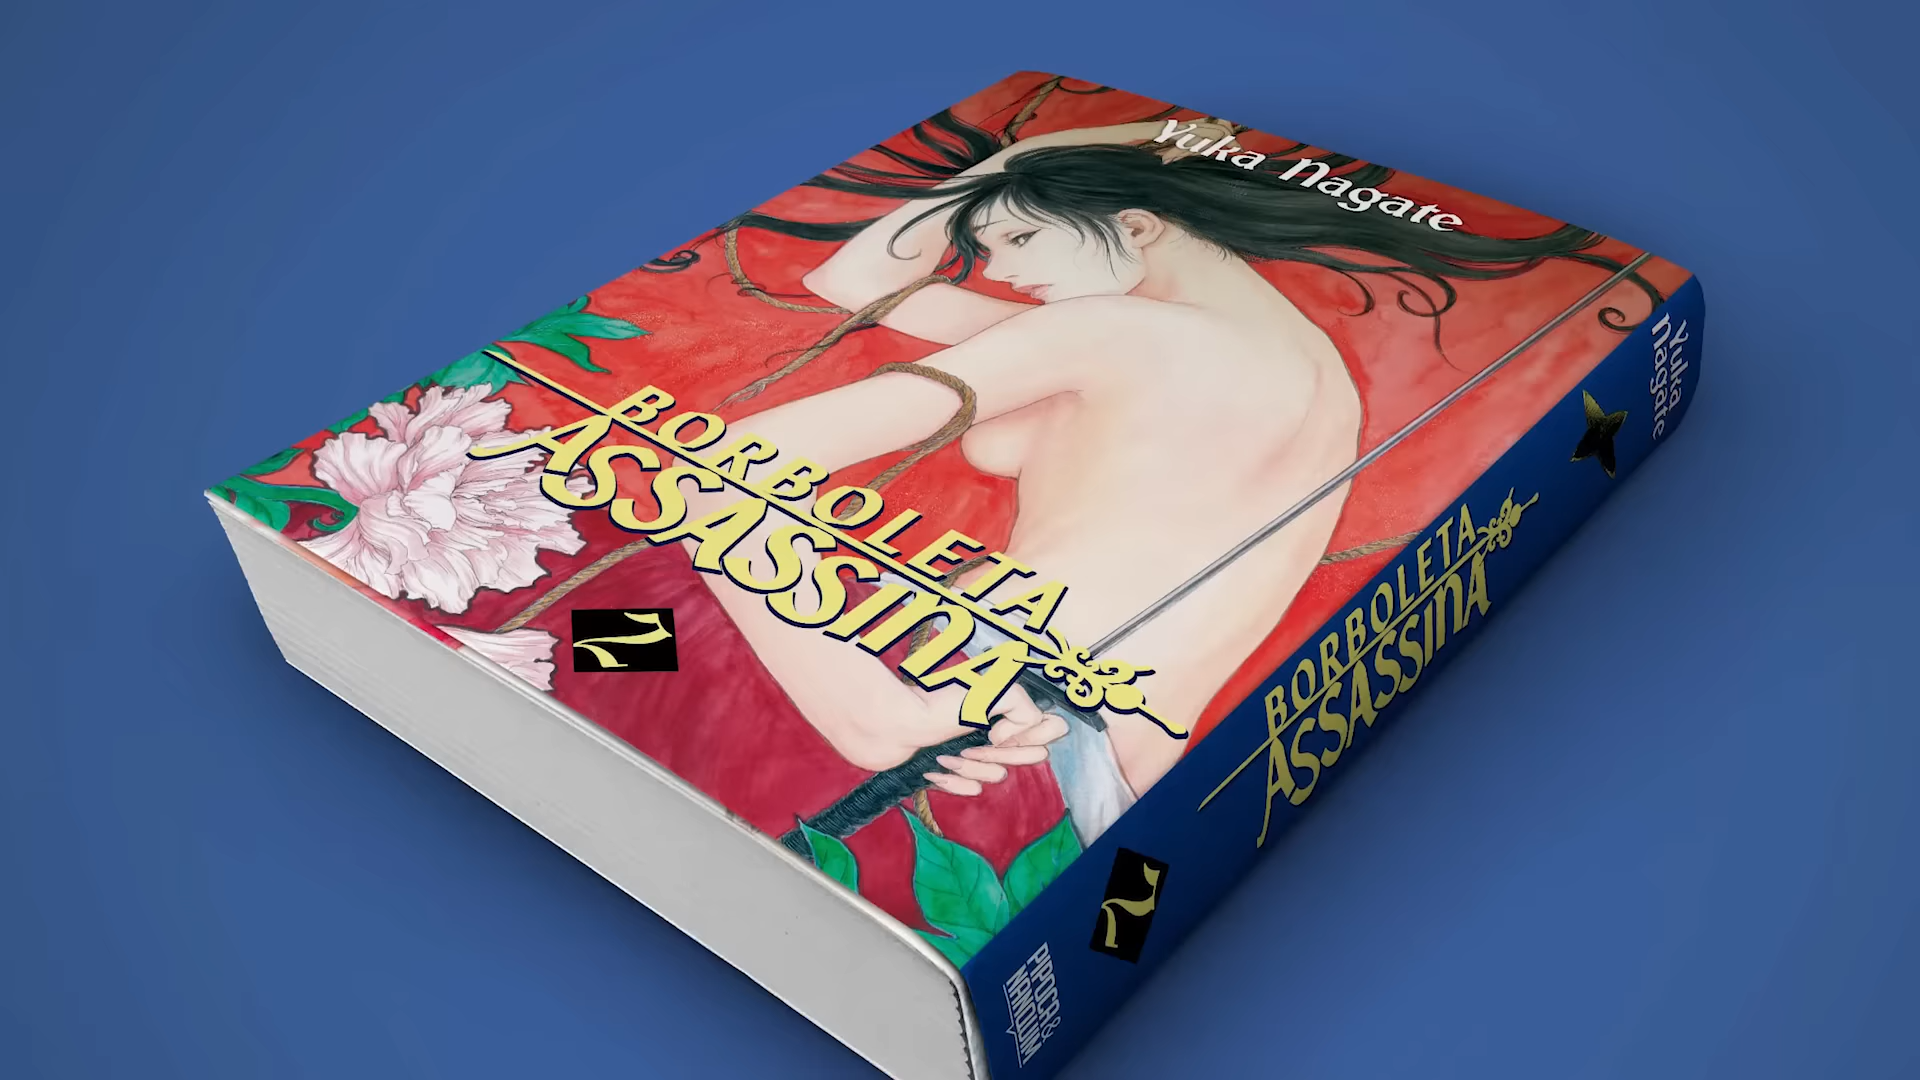 Yuka Nagate
BORBOLETA
ASSASSINA
2
Yuka
Nagate
BORBOLETA
ASSASSINA
2
PIPOCA &
NANQUIM